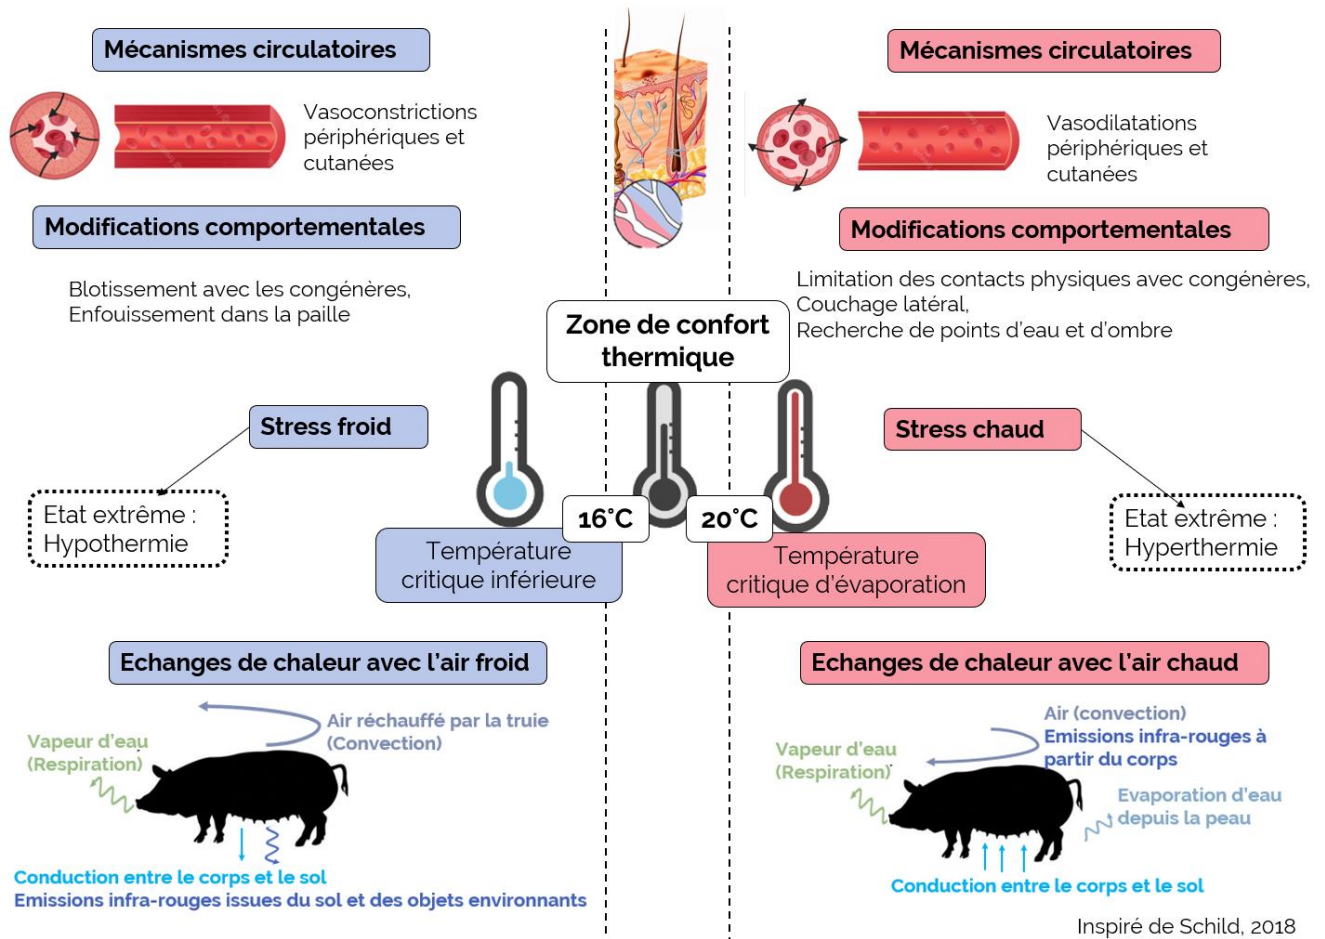 Mécanismes circulatoires
Vasoconstrictions
périphériques et
cutanées
Modifications comportementales
Blotissement avec les congénères,
Enfouissement dans la paille
Stress froid
Etat extrême :
Hypothermie
Mécanismes circulatoires
Vasodilatations
périphériques et
cutanées
Modifications comportementales
Limitation des contacts physiques avec congénères,
Couchage latéral,
Recherche de points d'eau et d'ombre
Zone de confort
thermique
Stress chaud
Etat extrême :
Hyperthermie
16°C
20°C
Température
critique inférieure
Température
critique d'évaporation
Echanges de chaleur avec l'air froid
Air réchauffé par la truie
(Convection)
Vapeur d'eau
(Respiration)
Conduction entre le corps et le sol
Emissions infra-rouges issues du sol et des objets environnants
Echanges de chaleur avec l'air chaud
Air (convection)
Emissions infra-rouges à
partir du corps
Vapeur d'eau
(Respiration)
Evaporation d'eau
depuis la peau
Conduction entre le corps et le sol
Inspiré de Schild, 2018